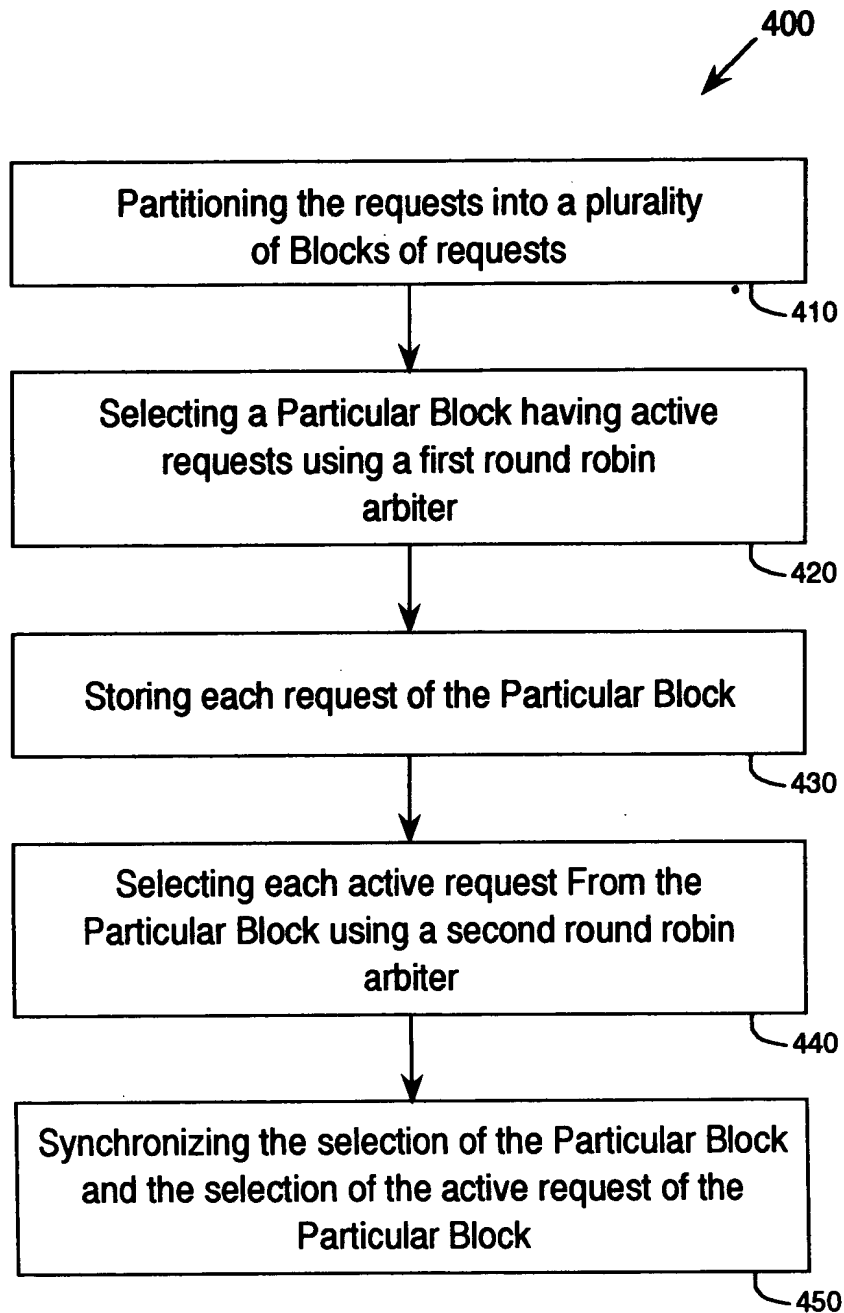 400
Partitioning the requests into a plurality
of Blocks of requests
410
Selecting a Particular Block having active
requests using a first round robin
arbiter
420
Storing each request of the Particular Block
430
Selecting each active request From the
Particular Block using a second round robin
arbiter
440
Synchronizing the selection of the Particular Block
and the selection of the active request of the
Particular Block
450